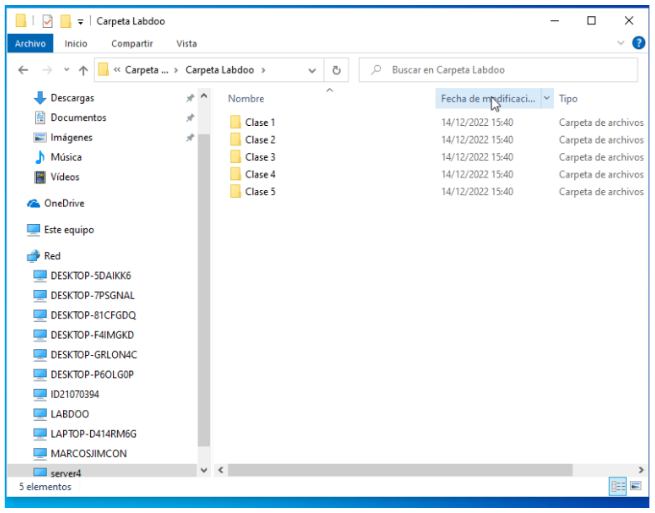 Carpeta Labdoo
Archivo Inicio Compartir Vista
« Carpeta ... › Carpeta Labdoo ›
Buscar en Carpeta Labdoo
Nombre Fecha de modificaci... Tipo
Descargas
Documentos
Imágenes
Música
Vídeos
OneDrive
Este equipo
Red
DESKTOP-5DAIKK6
DESKTOP-7PSGNAL
DESKTOP-81CFGDQ
DESKTOP-F4IMGKD
DESKTOP-GRLON4C
DESKTOP-P6OLG0P
ID21070394
LABDOO
LAPTOP-D414RM6G
MARCOSJIMCON
server4
Clase 1 14/12/2022 15:40 Carpeta de archivos
Clase 2 14/12/2022 15:40 Carpeta de archivos
Clase 3 14/12/2022 15:40 Carpeta de archivos
Clase 4 14/12/2022 15:40 Carpeta de archivos
Clase 5 14/12/2022 15:40 Carpeta de archivos
5 elementos